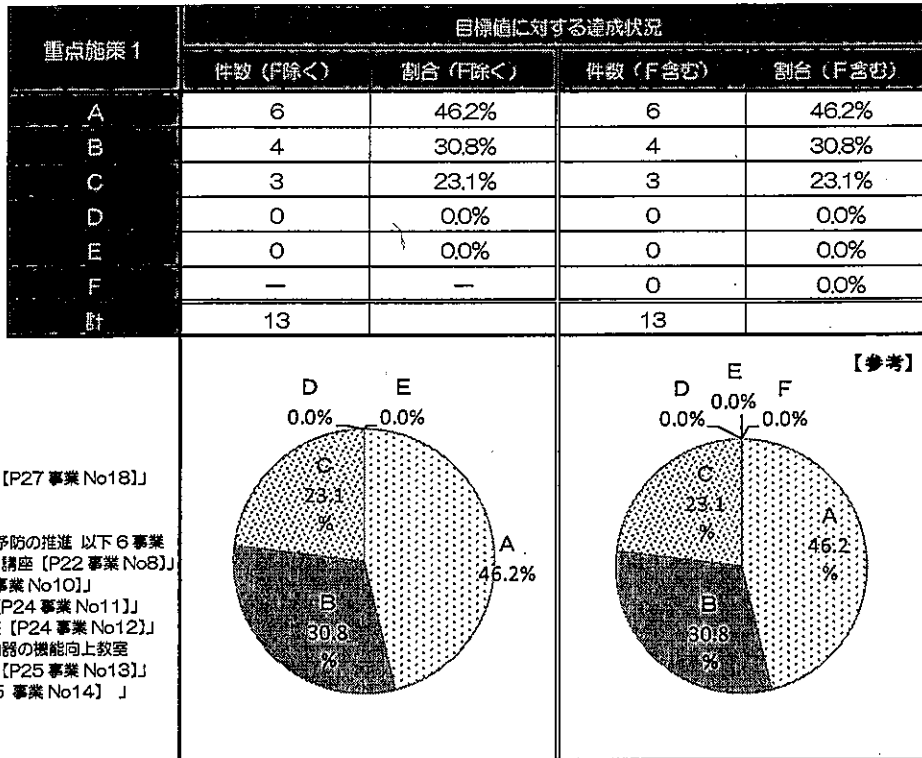 重点施策1 目標値に対する達成状況
件数(F除く) 割合(F除く) 件数(F含む) 割合(F含む)
A 6 46.2% 6 46.2%
B 4 30.8% 4 30.8%
C 3 23.1% 3 23.1%
D 0 0.0% 0 0.0%
E 0 0.0% 0 0.0%
F — — 0 0.0%
計 13 13
【P27 事業 No18】」
予防の推進 以下6事業
講座【P22 事業 No8】」
事業 No10】」
【P24 事業 No11】」
【P24 事業 No12】」
器の機能向上教室
【P25 事業 No13】」
事業 No14】 」
D
0.0%
E
0.0%
C
23.1
%
A
46.2%
B
30.8
%
【参考】
D
0.0%
E
0.0%
F
0.0%
C
23.1
%
A
46.2
%
B
30.8
%